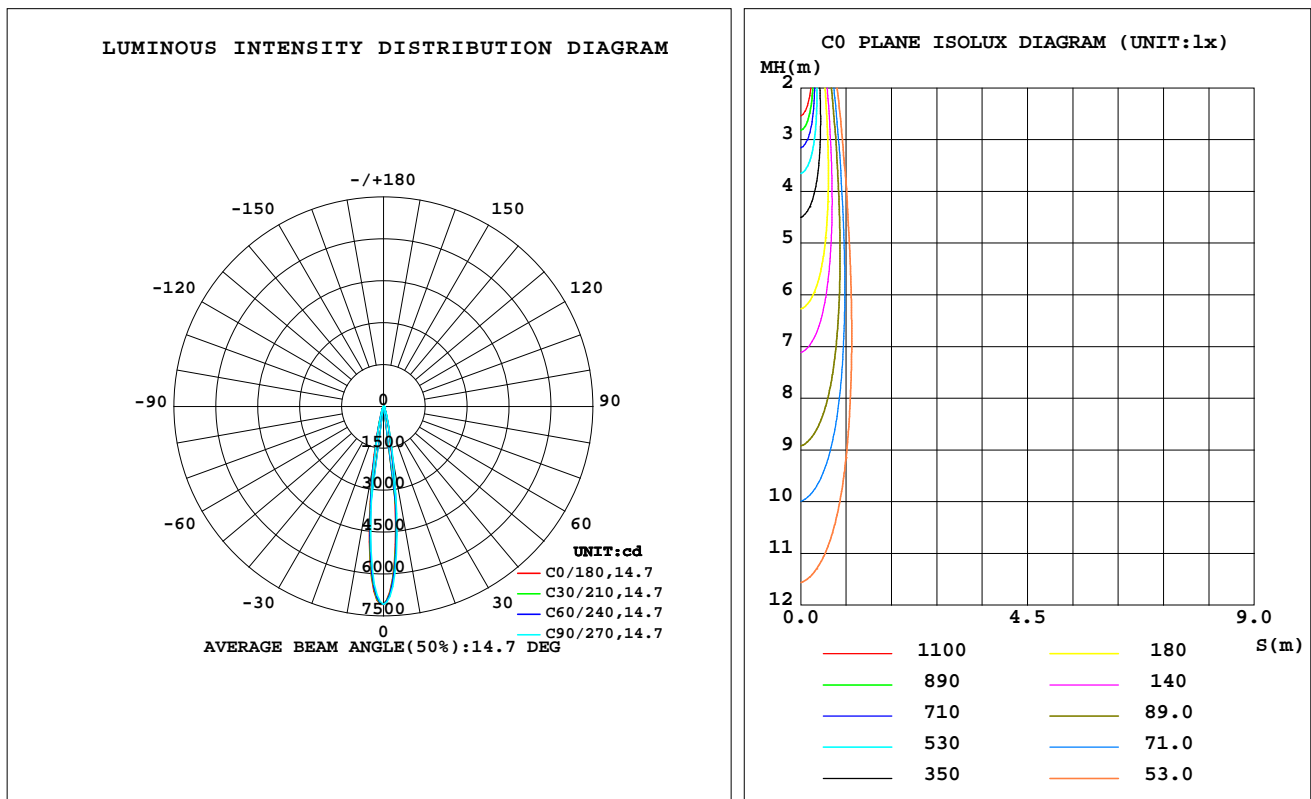 LUMINOUS INTENSITY DISTRIBUTION DIAGRAM
-/+180
-150 150
-120 120
-90 0 90
1500
3000
-60 4500 60
UNIT:cd
6000
C0/180,14.7
-30 30
C30/210,14.7
7500
C60/240,14.7
0
C90/270,14.7
AVERAGE BEAM ANGLE(50%):14.7 DEG
C0 PLANE ISOLUX DIAGRAM (UNIT:lx)
MH(m)
2
3
4
5
6
7
8
9
10
11
12
0.0 4.5 9.0
S(m)
1100 180
890 140
710 89.0
530 71.0
350 53.0